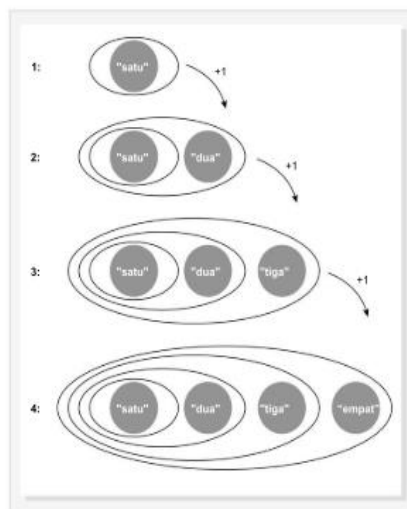 1: "satu"
+1
2: "satu" "dua"
+1
3: "satu" "dua" "tiga"
+1
4: "satu" "dua" "tiga" "empat"